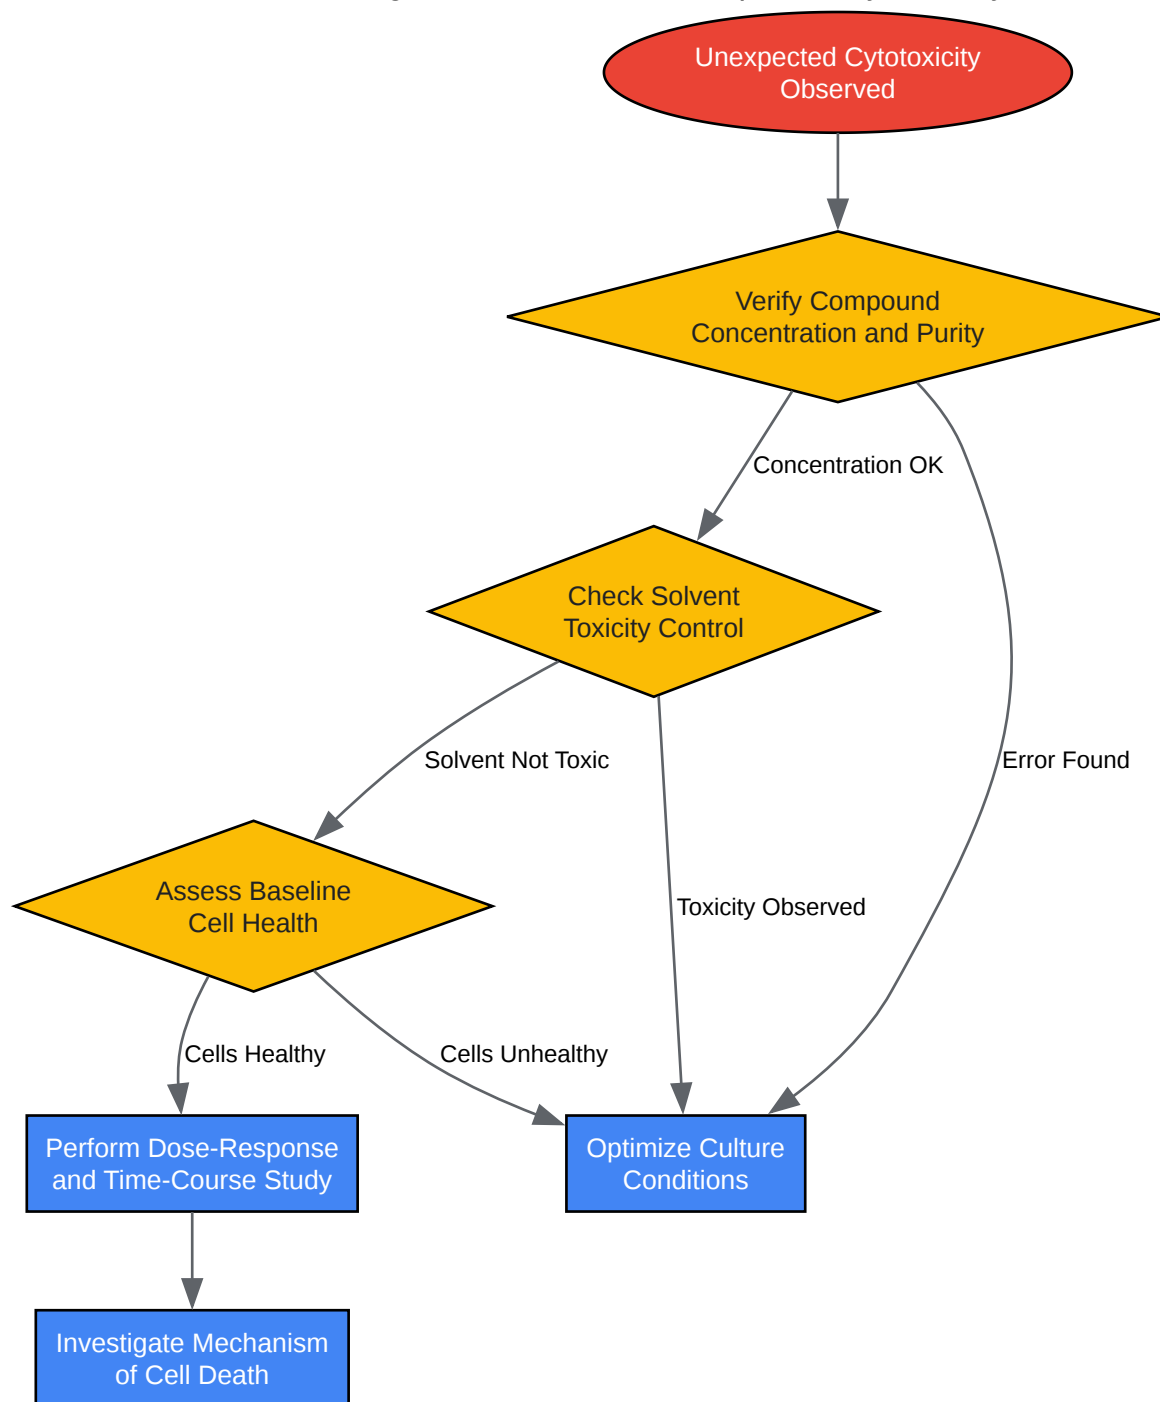 Unexpected Cytotoxicity
Observed
Verify Compound
Concentration and Purity
Concentration OK
Check Solvent
Toxicity Control
Solvent Not Toxic
Error Found
Assess Baseline
Cell Health
Toxicity Observed
Cells Healthy
Cells Unhealthy
Perform Dose-Response
and Time-Course Study
Optimize Culture
Conditions
Investigate Mechanism
of Cell Death